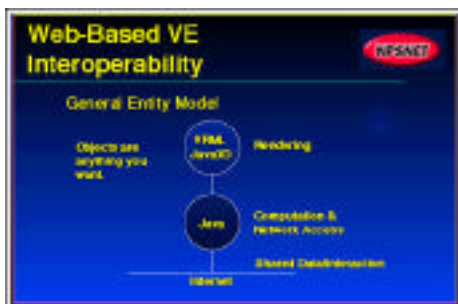 Web-Based VE
Interoperability
NPSNET
General Entity Model
Objects are
anything you
want.
VRML
Java3D
Rendering
Java
Computation &
Network Access
Shared Data/Interaction
Internet